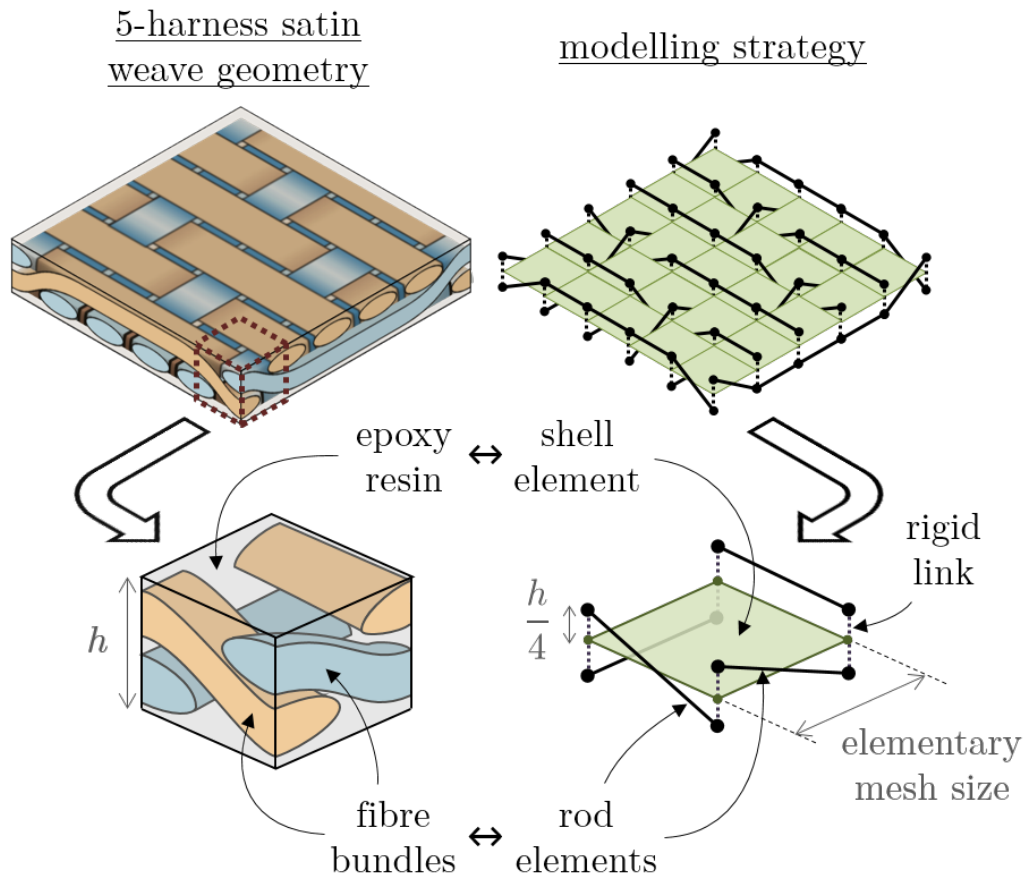 5-harness satin
weave geometry
modelling strategy
epoxy
resin
↔
shell
element
rigid
link
h
h
4
elementary
mesh size
fibre
bundles
↔
rod
elements